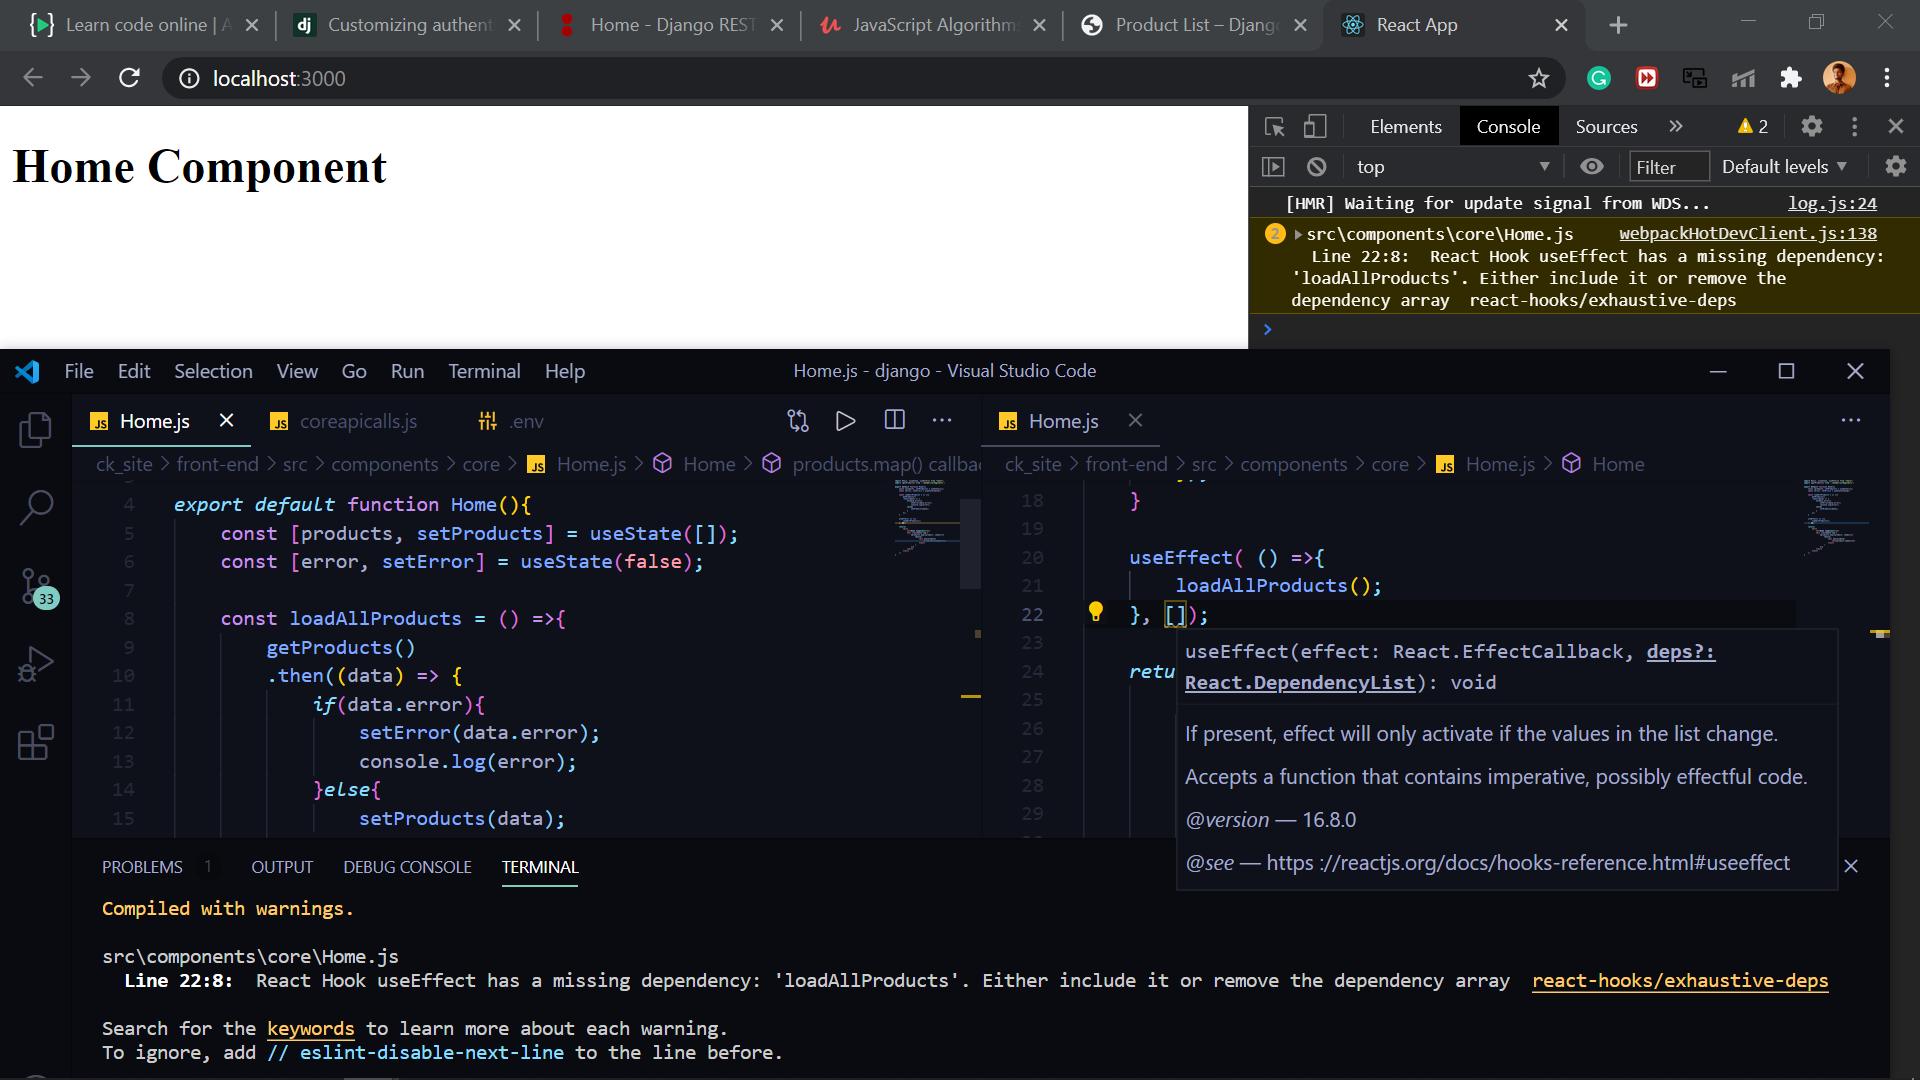 Learn code online | A
Customizing authent
Home - Django REST
JavaScript Algorithms
Product List – Django
React App
localhost:3000
Home Component
Elements
Console
Sources
2
top
Filter
Default levels
[HMR] Waiting for update signal from WDS...
log.js:24
2
src\components\core\Home.js
webpackHotDevClient.js:138
Line 22:8:  React Hook useEffect has a missing dependency:
'loadAllProducts'. Either include it or remove the
dependency array  react-hooks/exhaustive-deps
File Edit Selection View Go Run Terminal Help
Home.js - django - Visual Studio Code
33
JS Home.js
JS coreapicalls.js
.env
ck_site > front-end > src > components > core > JS Home.js > Home > products.map() callba
4 export default function Home(){
5 const [products, setProducts] = useState([]);
6 const [error, setError] = useState(false);
7
8 const loadAllProducts = () =>{
9 getProducts()
10 .then((data) => {
11 if(data.error){
12 setError(data.error);
13 console.log(error);
14 }else{
15 setProducts(data);
JS Home.js
ck_site > front-end > src > components > core > JS Home.js > Home
18 }
19
20 useEffect( () =>{
21 loadAllProducts();
22 }, []);
23
24 retu
25
26
27
28
29
useEffect(effect: React.EffectCallback, deps?:
React.DependencyList): void
If present, effect will only activate if the values in the list change.
Accepts a function that contains imperative, possibly effectful code.
@version — 16.8.0
@see — https ://reactjs.org/docs/hooks-reference.html#useeffect
PROBLEMS 1 OUTPUT DEBUG CONSOLE TERMINAL
Compiled with warnings.
src\components\core\Home.js
Line 22:8:  React Hook useEffect has a missing dependency: 'loadAllProducts'. Either include it or remove the dependency array  react-hooks/exhaustive-deps
Search for the keywords to learn more about each warning.
To ignore, add // eslint-disable-next-line to the line before.